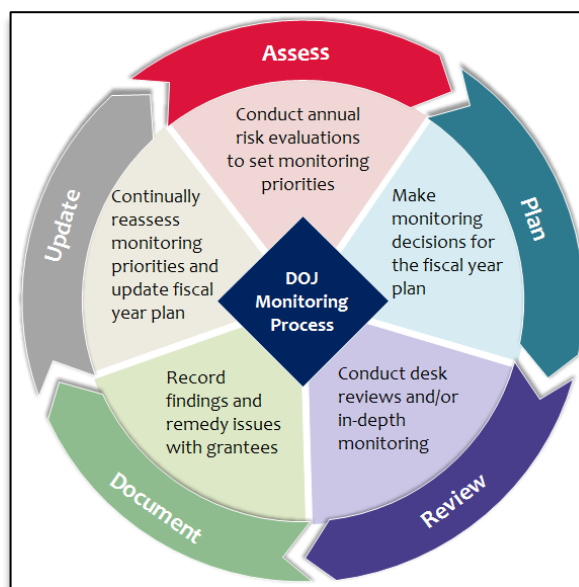 Assess
Conduct annual
risk evaluations
to set monitoring
priorities
Plan
Make
monitoring
decisions for
the fiscal year
plan
Review
Conduct desk
reviews and/or
in-depth
monitoring
Document
Record
findings and
remedy issues
with grantees
Update
Continually
reassess
monitoring
priorities and
update fiscal
year plan
DOJ
Monitoring
Process